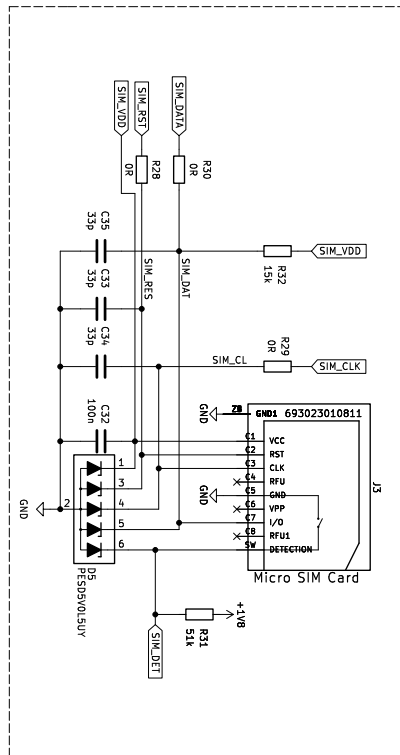 SIM_VDD
SIM_RST
SIM_DATA
R28
0R
R30
0R
C35
33p
C33
33p
C34
33p
C32
100n
SIM_RES
SIM_DAT
SIM_VDD
R32
15k
SIM_CL
R29
0R
SIM_CLK
J3
693023010811
Z0 GND1
GND
C1 VCC
C2 RST
C3 CLK
C4 RFU
C5 GND
GND
C6 VPP
C7 I/O
C8 RFU1
SW DETECTION
Micro SIM Card
1
3
2 4
5
6
GND
D5
PESD5V0L5UY
SIM_DET
R31
51k
+1V8